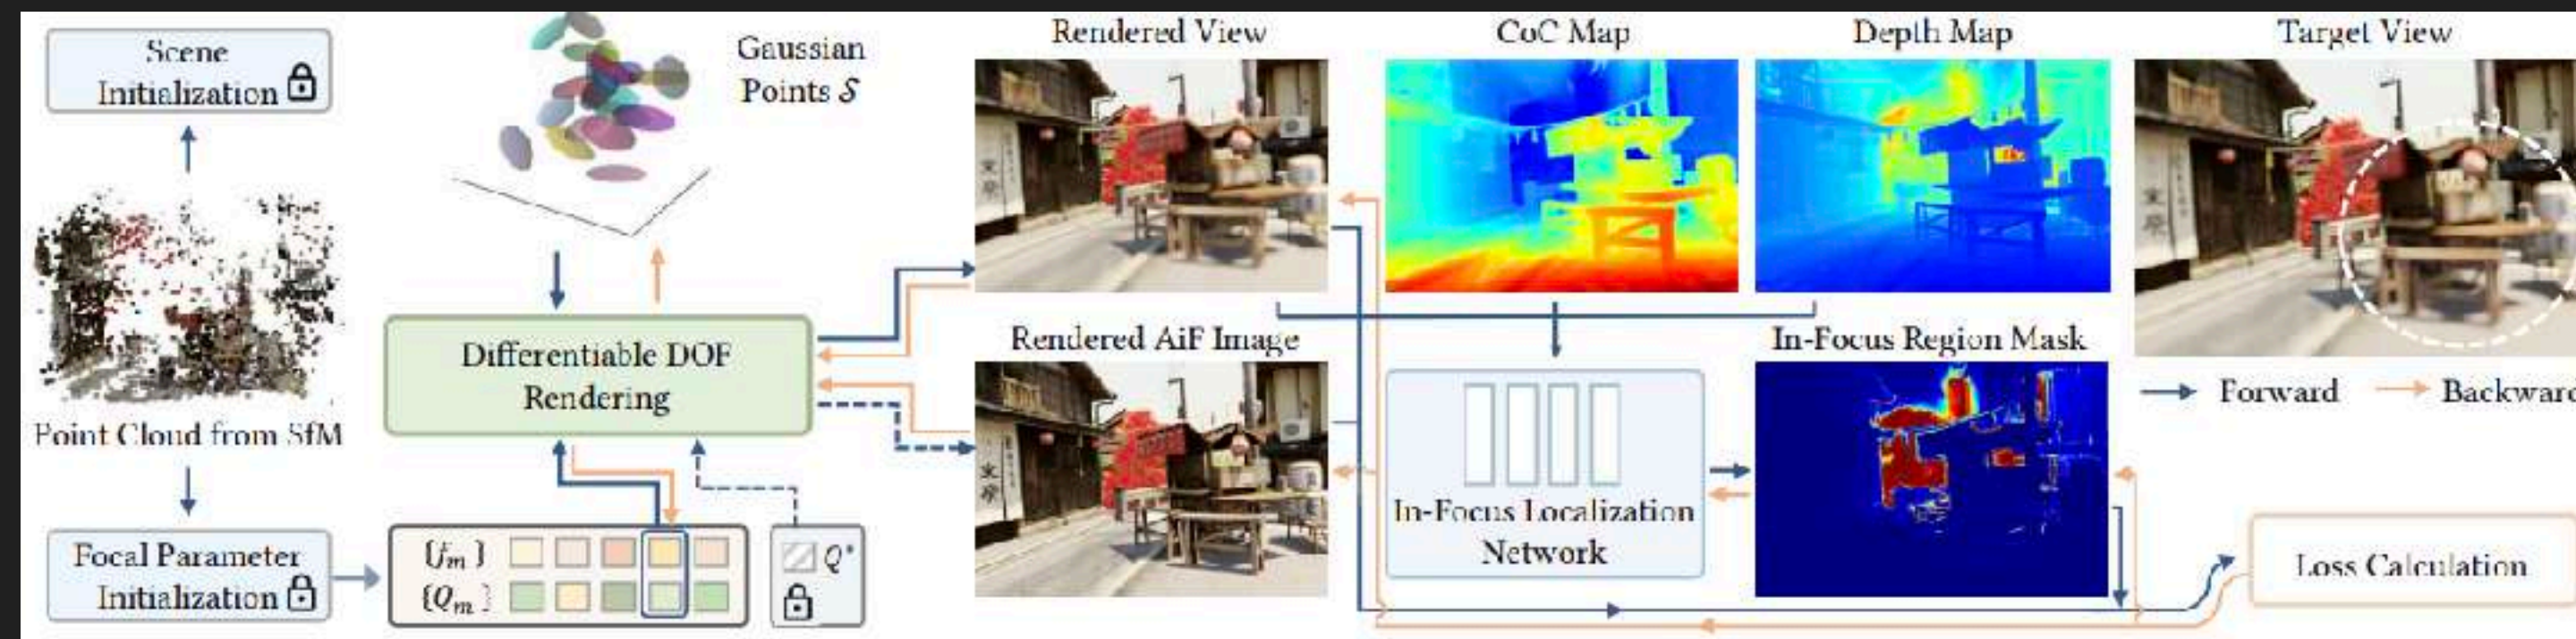 Scene
Initialization
Gaussian
Points S
Rendered View
CoC Map
Depth Map
Target View
Point Cloud from SfM
Differentiable DOF
Rendering
Rendered AiF Image
In-Focus Region Mask
Forward
Backward
In-Focus Localization
Network
Focal Parameter
Initialization
{f_m}
{Q_m}
Q*
Loss Calculation